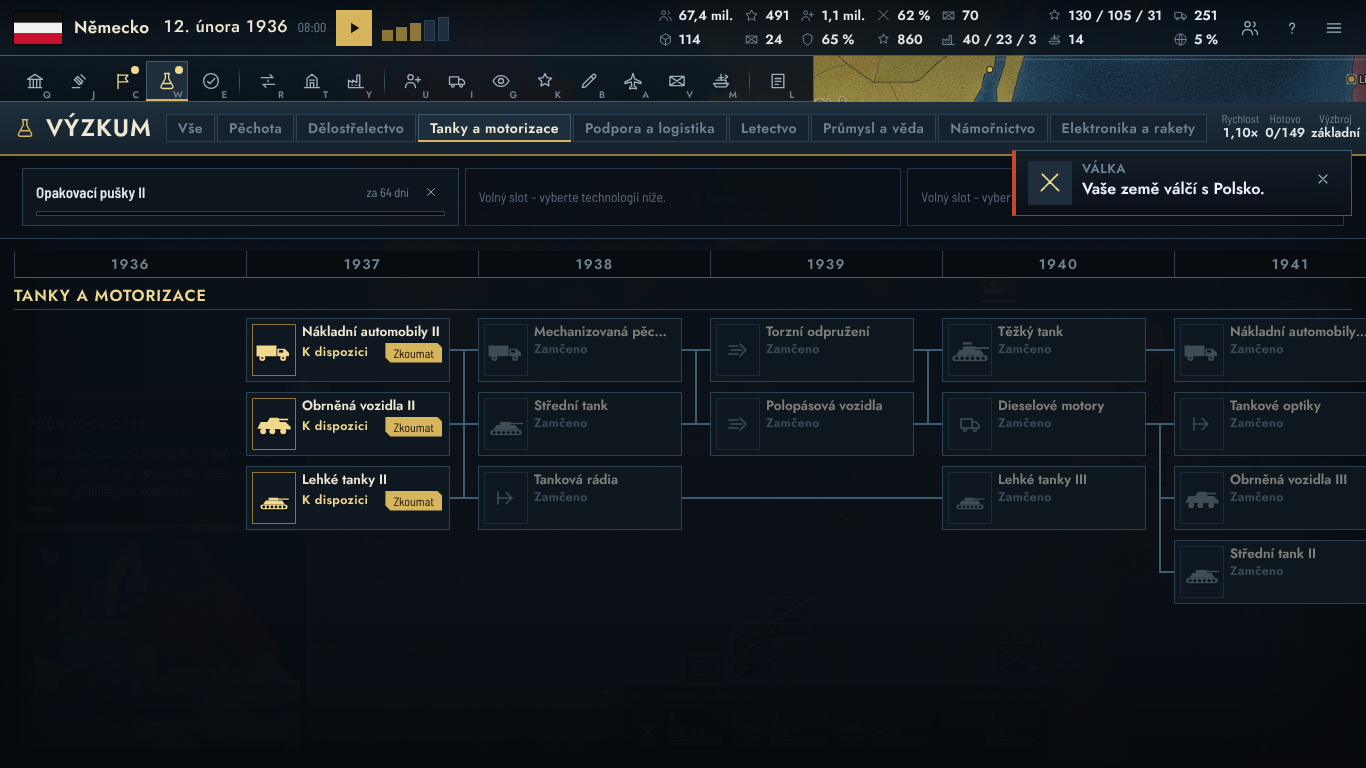 Německo 12. února 1936 08:00
67,4 mil. 491 1,1 mil. 62 % 70 130 / 105 / 31 251
114 24 65 % 860 40 / 23 / 3 14 5 %
?
Q J C W E R T Y U I G K B A V M L
VÝZKUM
Vše Pěchota Dělostřelectvo Tanky a motorizace Podpora a logistika Letectvo Průmysl a věda Námořnictvo Elektronika a rakety
Rychlost Hotovo Výzbroj
1,10× 0/149 základní
VÁLKA
Vaše země válčí s Polsko.
Opakovací pušky II za 64 dní
Volný slot – vyberte technologii níže.
Volný slot – vyber
1936 1937 1938 1939 1940 1941
TANKY A MOTORIZACE
Nákladní automobily II
K dispozici Zkoumat
Mechanizovaná pěc...
Zamčeno
Torzní odpružení
Zamčeno
Těžký tank
Zamčeno
Nákladní automobily...
Zamčeno
Obrněná vozidla II
K dispozici Zkoumat
Střední tank
Zamčeno
Polopásová vozidla
Zamčeno
Dieselové motory
Zamčeno
Tankové optiky
Zamčeno
Lehké tanky II
K dispozici Zkoumat
Tanková rádia
Zamčeno
Lehké tanky III
Zamčeno
Obrněná vozidla III
Zamčeno
Střední tank II
Zamčeno